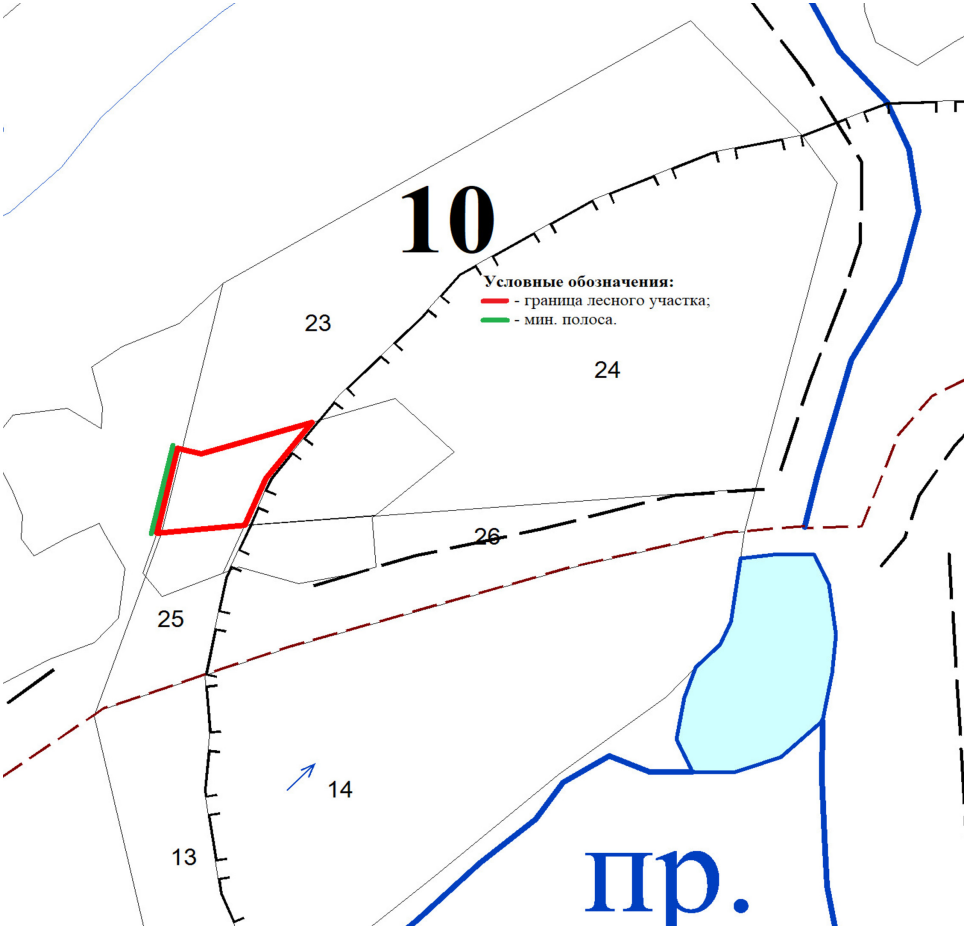 10
Условные обозначения:
- граница лесного участка;
- мин. полоса.
23
24
26
25
14
13
пр.